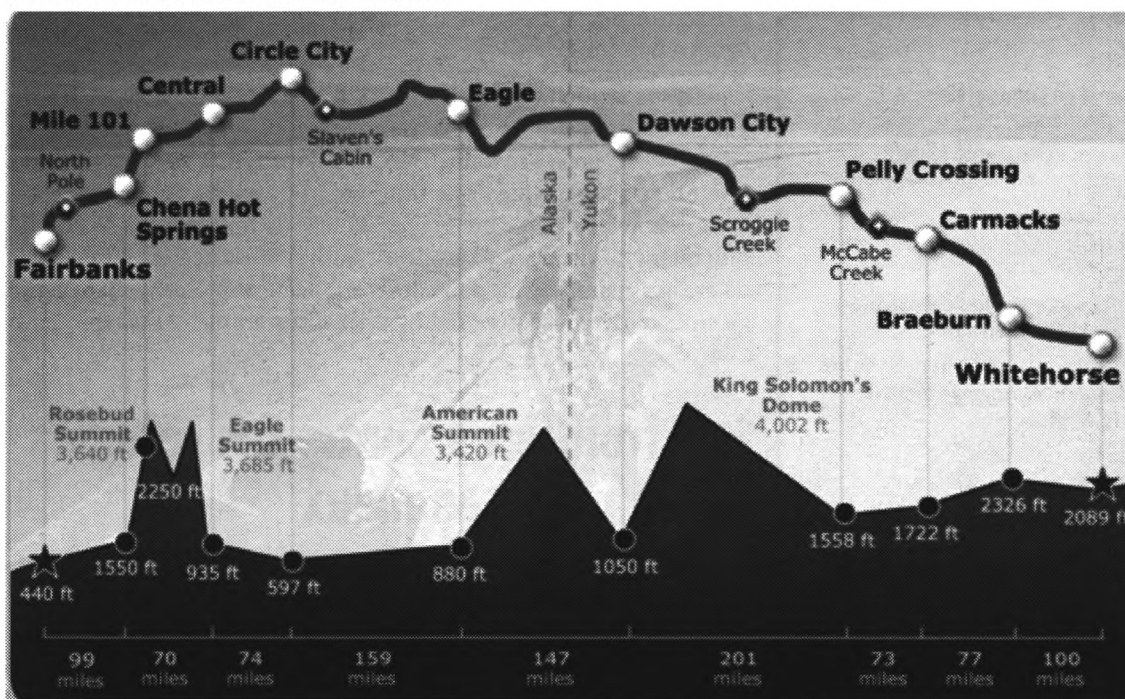 Circle City
Central
Eagle
Mile 101
Slaven's
Cabin
Dawson City
North
Pole
Alaska
Yukon
Pelly Crossing
Chena Hot
Springs
Scroggie
Creek
Carmacks
McCabe
Creek
Fairbanks
Braeburn
Whitehorse
King Solomon's
Dome
4,002 ft
Rosebud
Summit
3,640 ft
Eagle
Summit
3,685 ft
American
Summit
3,420 ft
2250 ft
440 ft
1550 ft
935 ft
597 ft
880 ft
1050 ft
1558 ft
1722 ft
2326 ft
2089 ft
99
miles
70
miles
74
miles
159
miles
147
miles
201
miles
73
miles
77
miles
100
miles